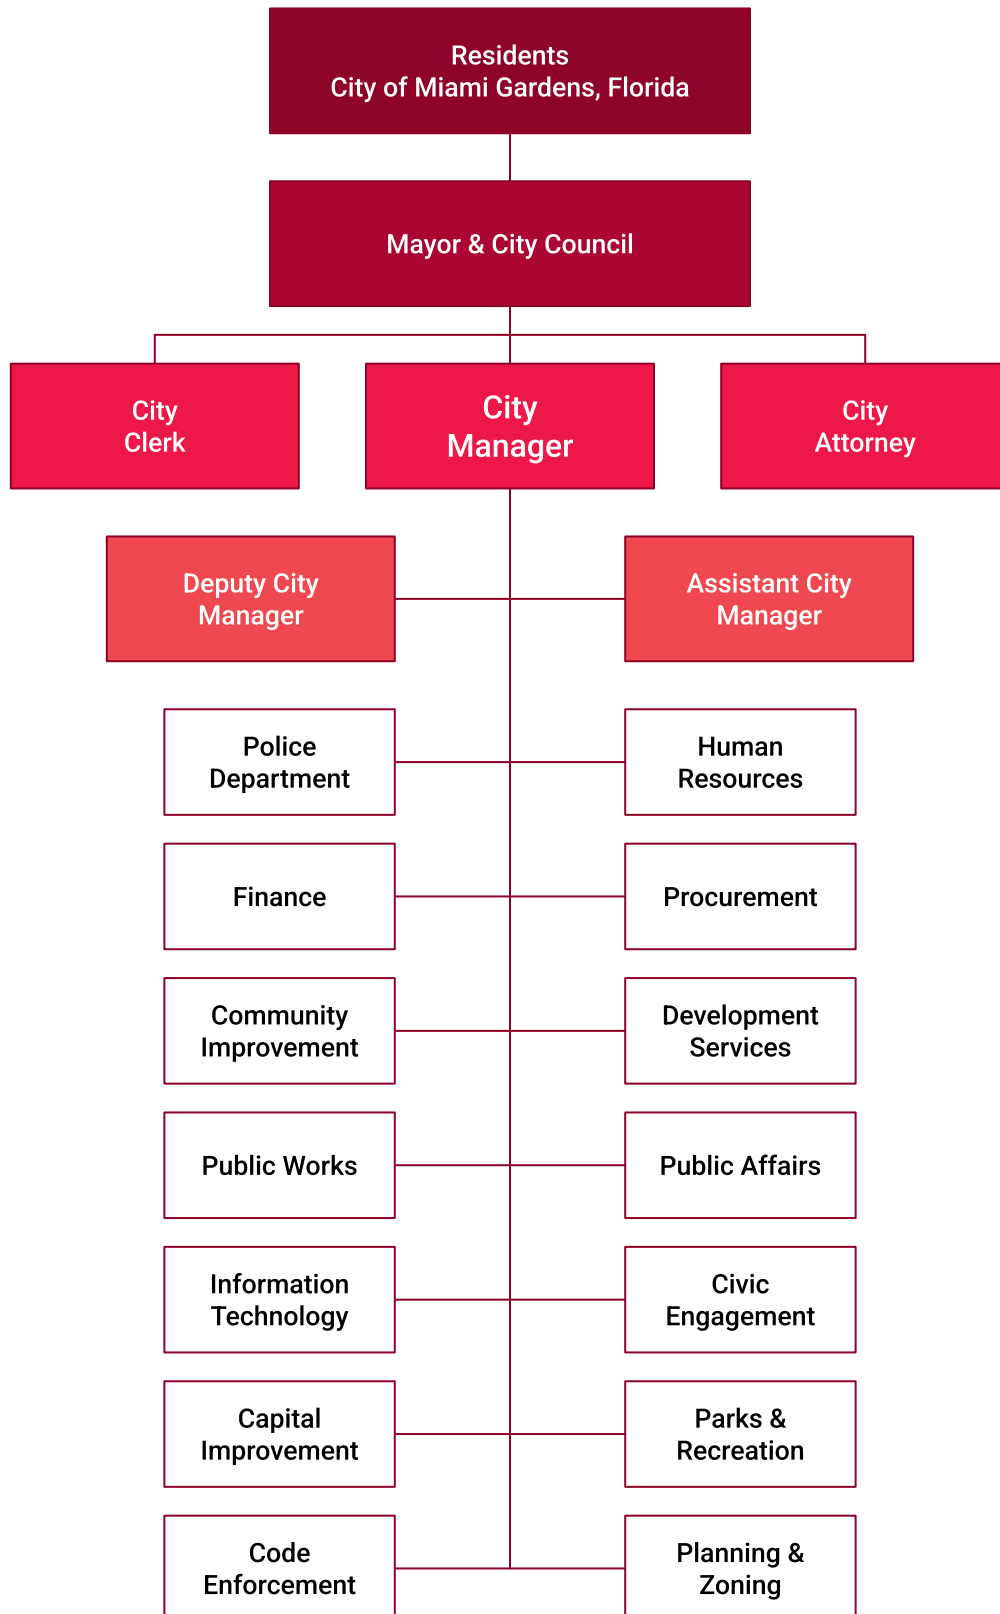 Residents
City of Miami Gardens, Florida
Mayor & City Council
City
Clerk
City
Manager
City
Attorney
Deputy City
Manager
Assistant City
Manager
Police
Department
Human
Resources
Finance
Procurement
Community
Improvement
Development
Services
Public Works
Public Affairs
Information
Technology
Civic
Engagement
Capital
Improvement
Parks &
Recreation
Code
Enforcement
Planning &
Zoning